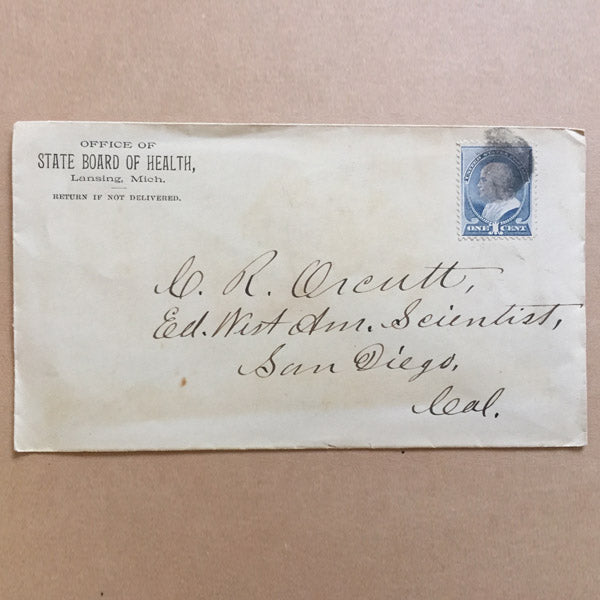 OFFICE OF
STATE BOARD OF HEALTH,
Lansing, Mich.
RETURN IF NOT DELIVERED.
ONE 1 CENT
C. R. Orcutt,
Ed. West Am. Scientist,
San Diego,
Cal.